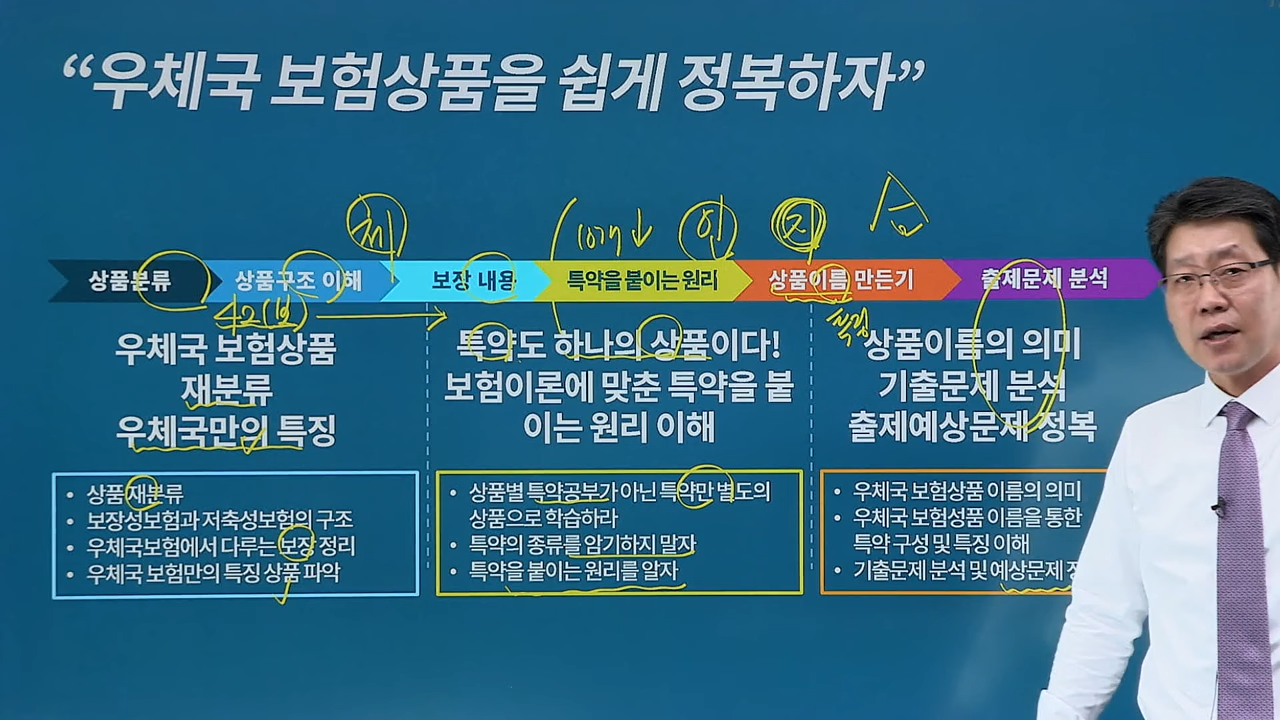 “우체국 보험상품을 쉽게 정복하자”
체 10개↓ 인 지
상품분류 상품구조 이해 보장 내용 특약을 붙이는 원리 상품이름 만든기 출제문제 분석
42(보)
특징
우체국 보험상품
재분류
우체국만의 특징
특약도 하나의 상품이다!
보험이론에 맞춘 특약을 붙
이는 원리 이해
상품이름의 의미
기출문제 분석
출제예상문제 정복
• 상품 재분류
• 보장성보험과 저축성보험의 구조
• 우체국보험에서 다루는 보장 정리
• 우체국 보험만의 특징 상품 파악
• 상품별 특약공부가 아닌 특약만 별도의
상품으로 학습하라
• 특약의 종류를 암기하지 말자
• 특약을 붙이는 원리를 알자
• 우체국 보험상품 이름의 의미
• 우체국 보험성품 이름을 통한
특약 구성 및 특징 이해
• 기출문제 분석 및 예상문제